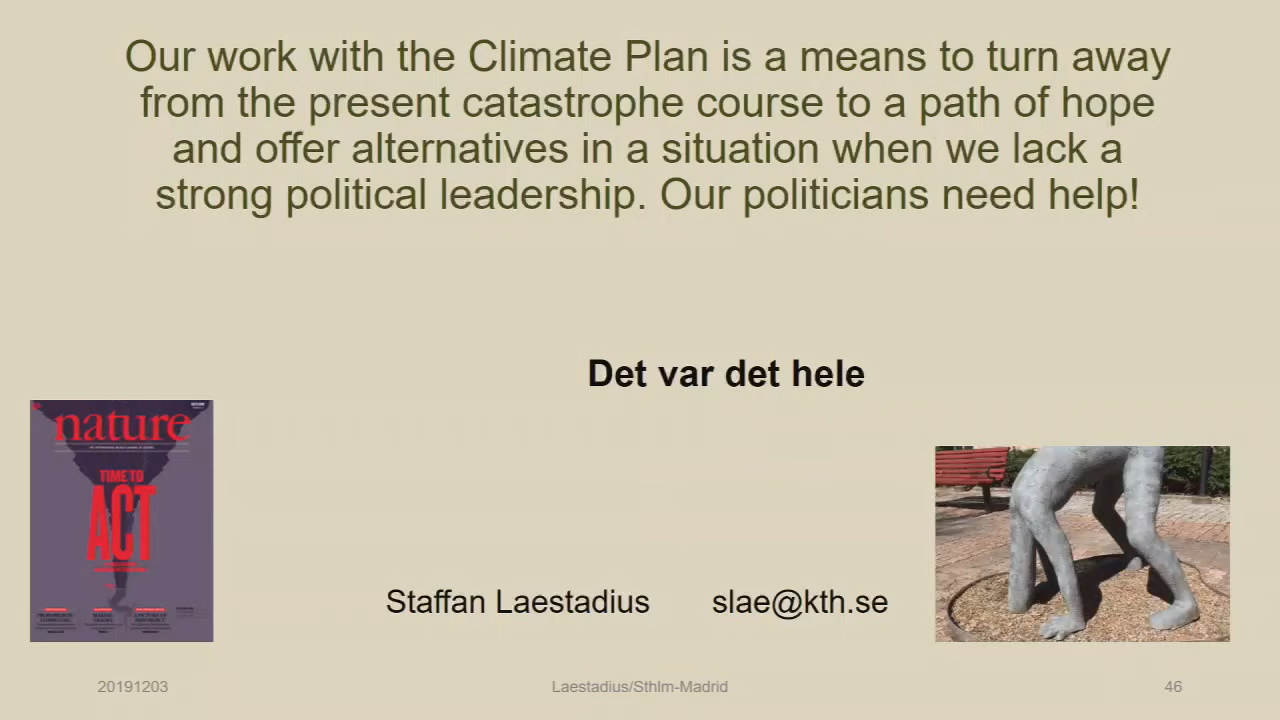 Our work with the Climate Plan is a means to turn away
from the present catastrophe course to a path of hope
and offer alternatives in a situation when we lack a
strong political leadership. Our politicians need help!
Det var det hele
nature
TIME TO
ACT
Staffan Laestadius slae@kth.se
20191203 Laestadius/Sthlm-Madrid 46